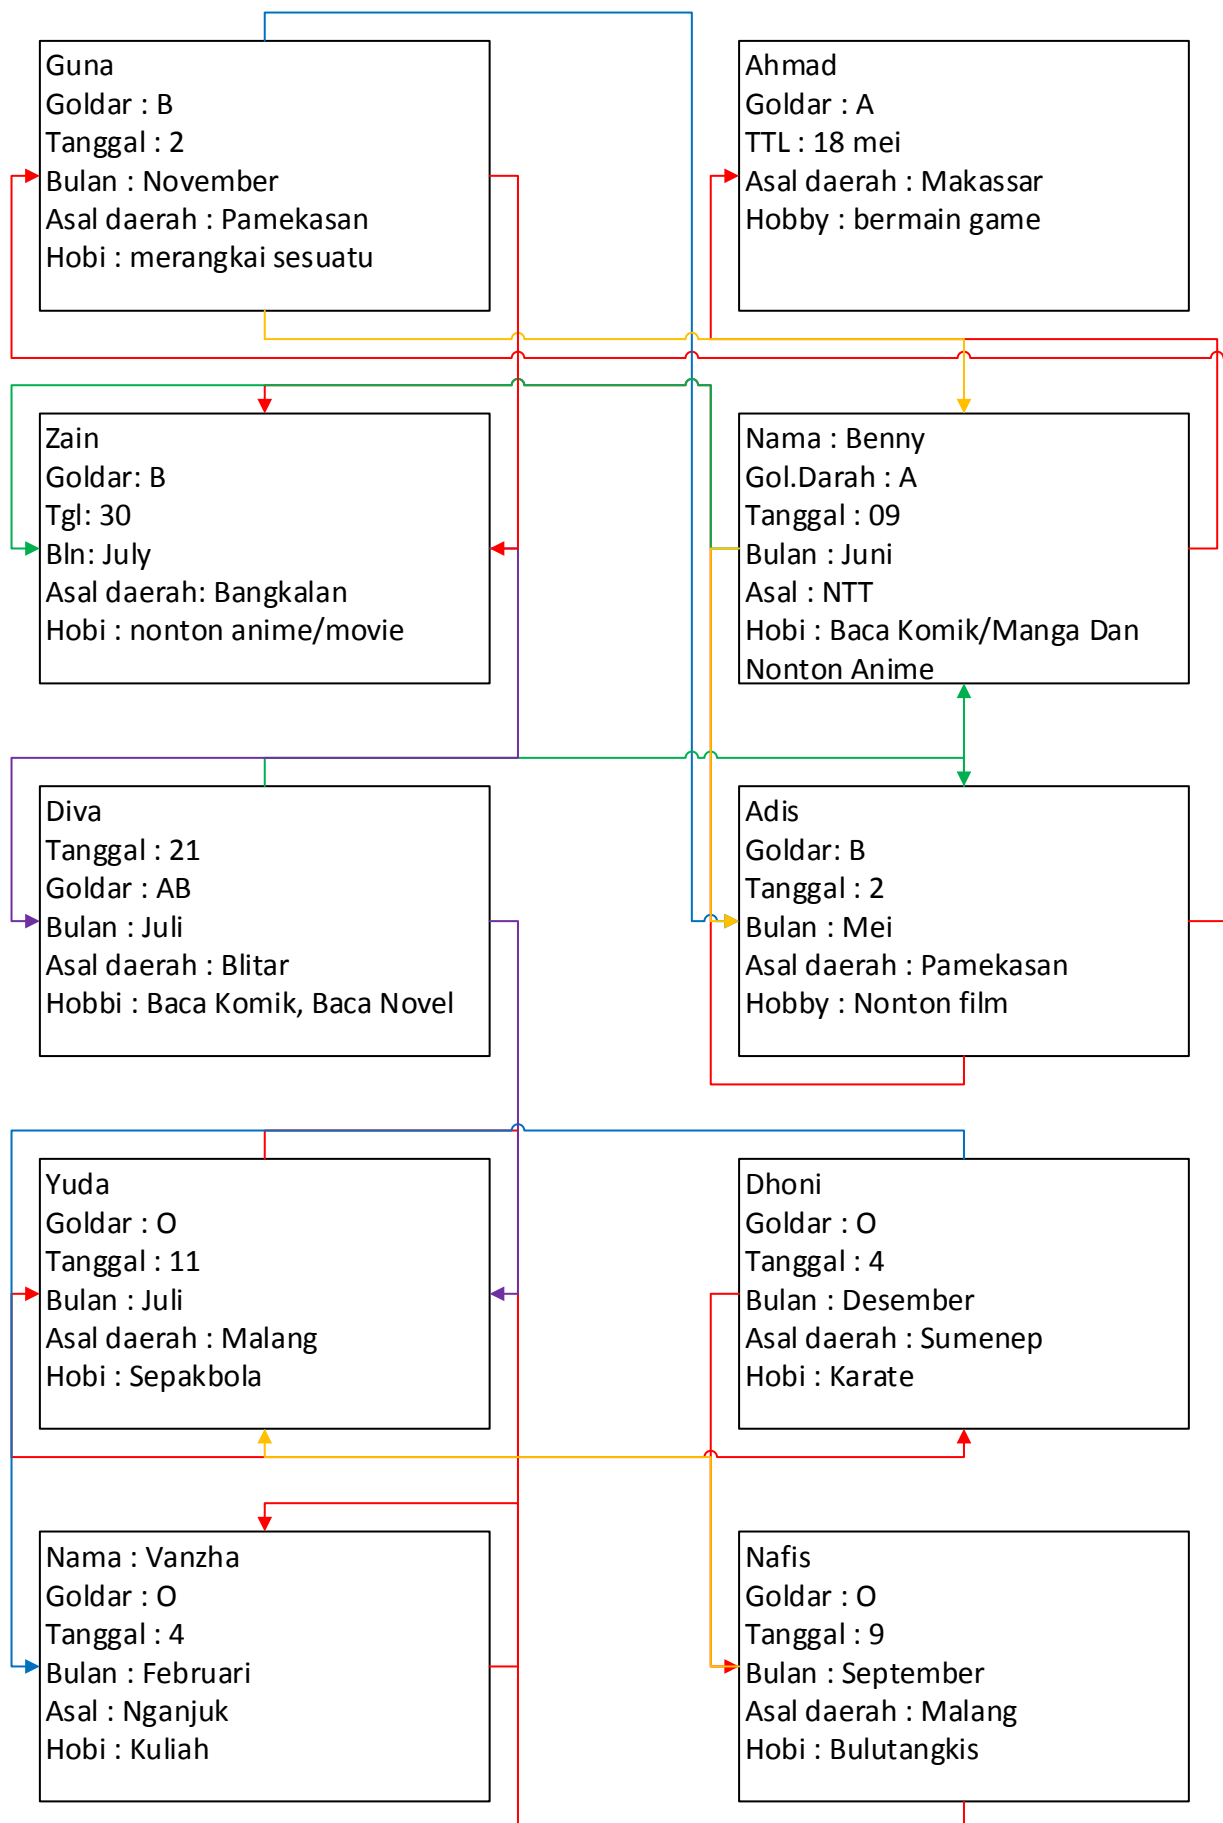 Guna
Goldar : B
Tanggal : 2
Bulan : November
Asal daerah : Pamekasan
Hobi : merangkai sesuatu
Ahmad
Goldar : A
TTL : 18 mei
Asal daerah : Makassar
Hobby : bermain game
Zain
Goldar: B
Tgl: 30
Bln: July
Asal daerah: Bangkalan
Hobi : nonton anime/movie
Nama : Benny
Gol.Darah : A
Tanggal : 09
Bulan : Juni
Asal : NTT
Hobi : Baca Komik/Manga Dan
Nonton Anime
Diva
Tanggal : 21
Goldar : AB
Bulan : Juli
Asal daerah : Blitar
Hobbi : Baca Komik, Baca Novel
Adis
Goldar: B
Tanggal : 2
Bulan : Mei
Asal daerah : Pamekasan
Hobby : Nonton film
Yuda
Goldar : O
Tanggal : 11
Bulan : Juli
Asal daerah : Malang
Hobi : Sepakbola
Dhoni
Goldar : O
Tanggal : 4
Bulan : Desember
Asal daerah : Sumenep
Hobi : Karate
Nama : Vanzha
Goldar : O
Tanggal : 4
Bulan : Februari
Asal : Nganjuk
Hobi : Kuliah
Nafis
Goldar : O
Tanggal : 9
Bulan : September
Asal daerah : Malang
Hobi : Bulutangkis